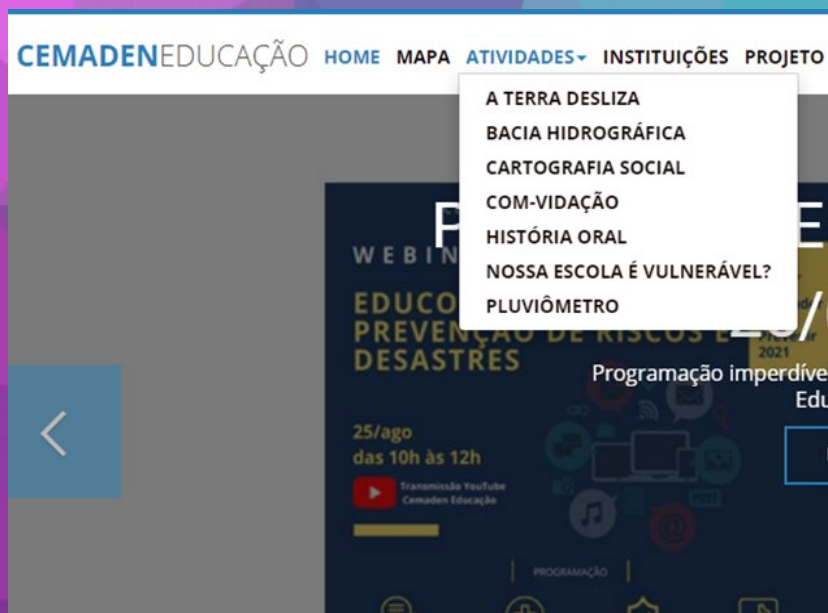 CEMADENEDUCAÇÃO HOME MAPA ATIVIDADES INSTITUIÇÕES PROJETO
A TERRA DESLIZA
BACIA HIDROGRÁFICA
CARTOGRAFIA SOCIAL
COM-VIDAÇÃO
HISTÓRIA ORAL
NOSSA ESCOLA É VULNERÁVEL?
PLUVIÔMETRO
P E
WEBIN
EDUCO
PREVENÇÃO DE RISCOS E
DESASTRES
2021
Programação imperdíve
Edu
25/ago
das 10h às 12h
Transmissão YouTube
Cemaden Educação
PROGRAMAÇÃO